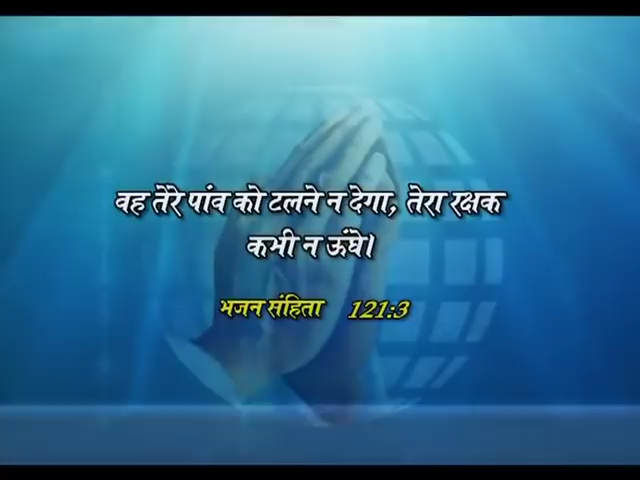 वह तेरे पांव को टलने न देगा, तेरा रक्षक
कभी न ऊंघे।
भजन संहिता 121:3